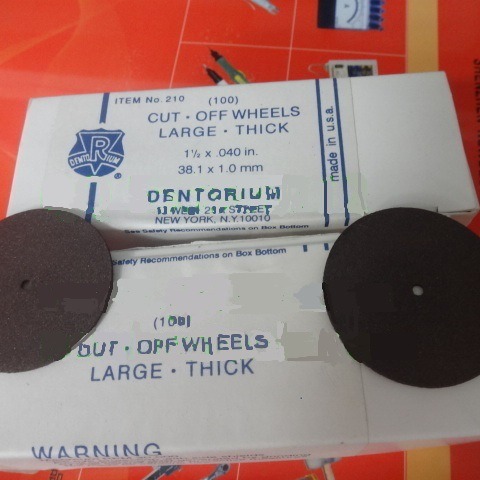 ITEM No. 210 (100)
CUT · OFF WHEELS
LARGE · THICK
1½ x .040 in.
38.1 x 1.0 mm
DENTORIUM
NEW YORK, N.Y. 10010
See Safety Recommendations on Box Bottom
made in u.s.a.
R
DENTORIUM
®
Safety Recommendations on Box Bottom
(100)
CUT · OFF WHEELS
LARGE · THICK
WARNING